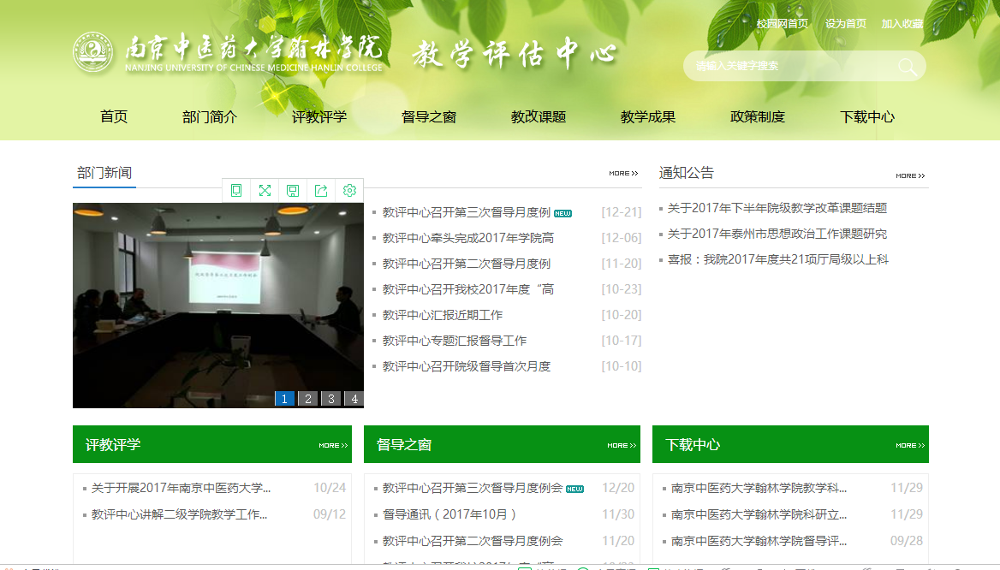 校园网首页 设为首页 加入收藏
南京中医药大学翰林学院 教学评估中心
NANJING UNIVERSITY OF CHINESE MEDICINE HANLIN COLLEGE
请输入关键字搜索
首页 部门简介 评教评学 督导之窗 教改课题 教学成果 政策制度 下载中心
部门新闻 MORE >>
教评中心召开第三次督导月度例 NEW [12-21]
教评中心牵头完成2017年学院高 [12-06]
教评中心召开第二次督导月度例 [11-20]
教评中心召开我校2017年度“高 [10-23]
教评中心汇报近期工作 [10-20]
教评中心专题汇报督导工作 [10-17]
教评中心召开院级督导首次月度 [10-10]
1 2 3 4
通知公告 MORE >>
关于2017年下半年院级教学改革课题结题
关于2017年泰州市思想政治工作课题研究
喜报：我院2017年度共21项厅局级以上科
评教评学 MORE >>
关于开展2017年南京中医药大学... 10/24
教评中心讲解二级学院教学工作... 09/12
督导之窗 MORE >>
教评中心召开第三次督导月度例会 NEW 12/20
督导通讯（2017年10月） 11/30
教评中心召开第二次督导月度例会 11/20
下载中心 MORE >>
南京中医药大学翰林学院教学科... 11/29
南京中医药大学翰林学院科研立... 11/29
南京中医药大学翰林学院督导评... 09/28